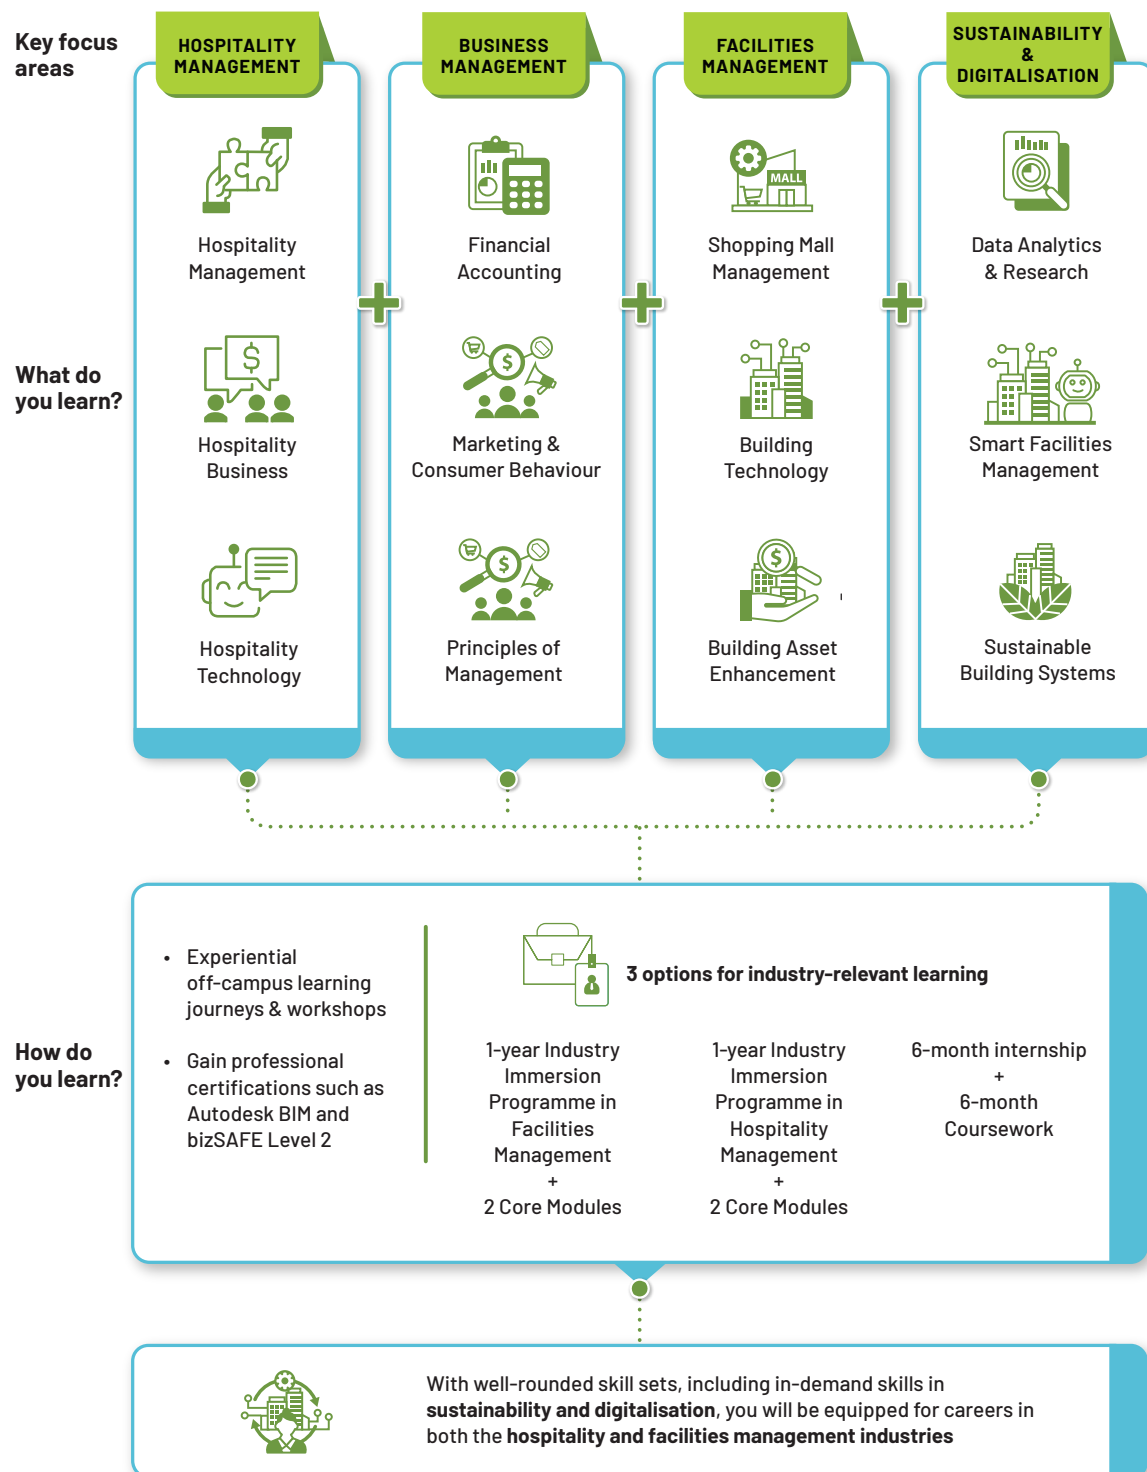 Key focus
areas
HOSPITALITY
MANAGEMENT
BUSINESS
MANAGEMENT
FACILITIES
MANAGEMENT
SUSTAINABILITY
&
DIGITALISATION
What do
you learn?
Hospitality
Management
Hospitality
Business
Hospitality
Technology
Financial
Accounting
Marketing &
Consumer Behaviour
Principles of
Management
MALL
Shopping Mall
Management
Building
Technology
Building Asset
Enhancement
Data Analytics
& Research
Smart Facilities
Management
Sustainable
Building Systems
How do
you learn?
• Experiential
off-campus learning
journeys & workshops
• Gain professional
certifications such as
Autodesk BIM and
bizSAFE Level 2
3 options for industry-relevant learning
1-year Industry
Immersion
Programme in
Facilities
Management
+
2 Core Modules
1-year Industry
Immersion
Programme in
Hospitality
Management
+
2 Core Modules
6-month internship
+
6-month
Coursework
With well-rounded skill sets, including in-demand skills in
sustainability and digitalisation, you will be equipped for careers in
both the hospitality and facilities management industries